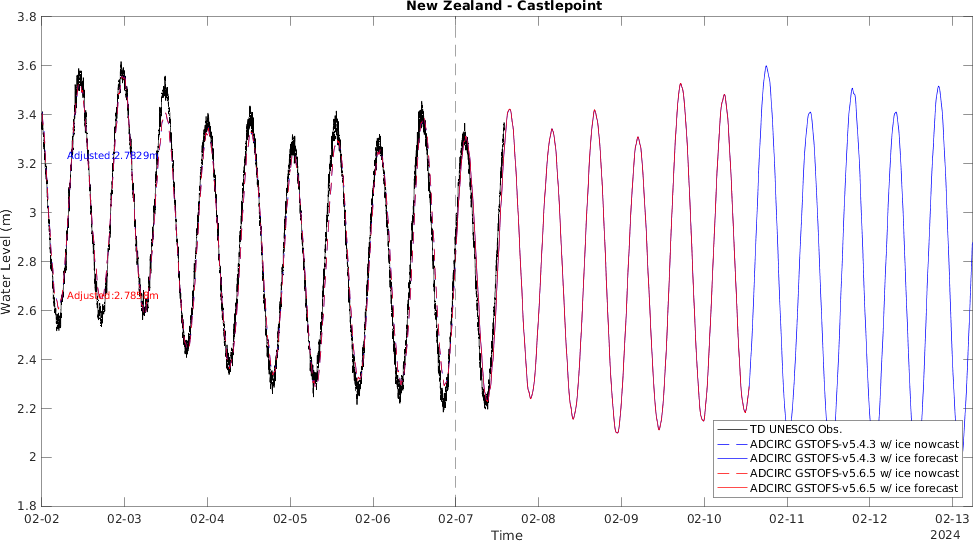 New Zealand - Castlepoint
3.8
3.6
3.4
3.2
3
2.8
2.6
2.4
2.2
2
1.8
Water Level (m)
Adjusted:2.7829m
TD UNESCO Obs.
ADCIRC GSTOFS-v5.4.3 w/ ice nowcast
ADCIRC GSTOFS-v5.4.3 w/ ice forecast
ADCIRC GSTOFS-v5.6.5 w/ ice nowcast
ADCIRC GSTOFS-v5.6.5 w/ ice forecast
02-02 02-03 02-04 02-05 02-06 02-07 02-08 02-09 02-10 02-11 02-12 02-13
Time
2024